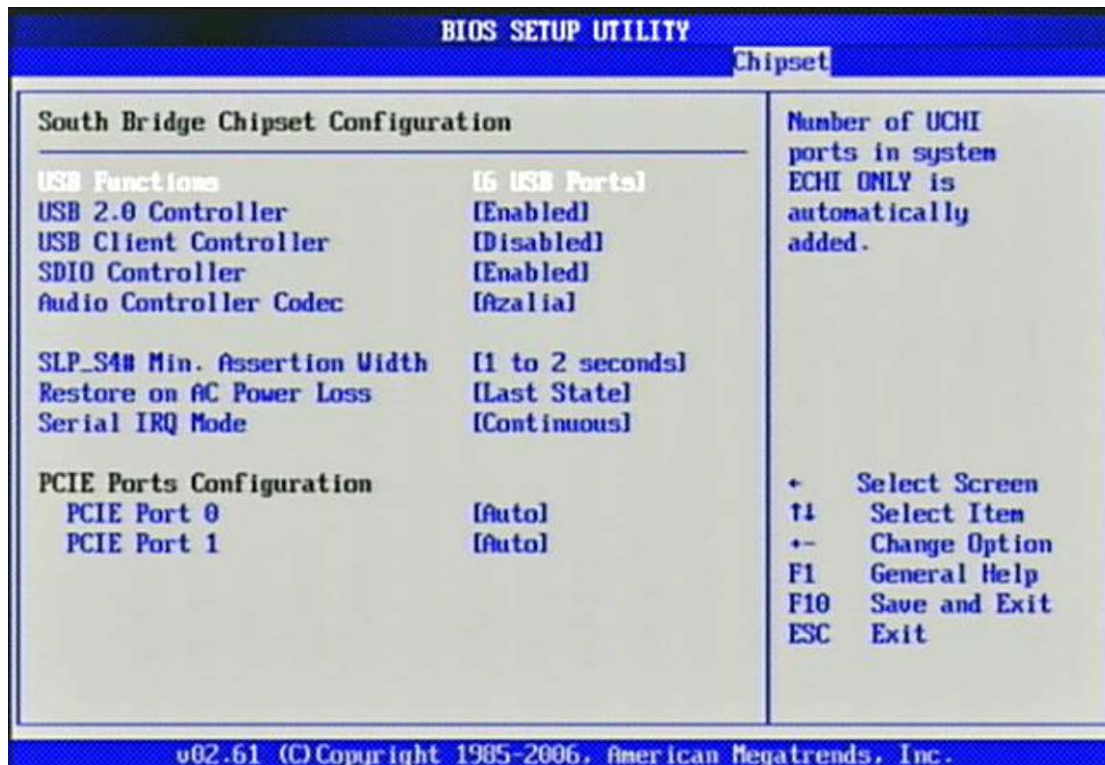 BIOS SETUP UTILITY
Chipset
South Bridge Chipset Configuration
USB Functions [6 USB Ports]
USB 2.0 Controller [Enabled]
USB Client Controller [Disabled]
SDIO Controller [Enabled]
Audio Controller Codec [Azalia]
SLP_S4# Min. Assertion Width [1 to 2 seconds]
Restore on AC Power Loss [Last State]
Serial IRQ Mode [Continuous]
PCIE Ports Configuration
PCIE Port 0 [Auto]
PCIE Port 1 [Auto]
Number of UCHI
ports in system
ECHI ONLY is
automatically
added.
← Select Screen
↑↓ Select Item
+- Change Option
F1 General Help
F10 Save and Exit
ESC Exit
v02.61 (C)Copyright 1985-2006, American Megatrends, Inc.